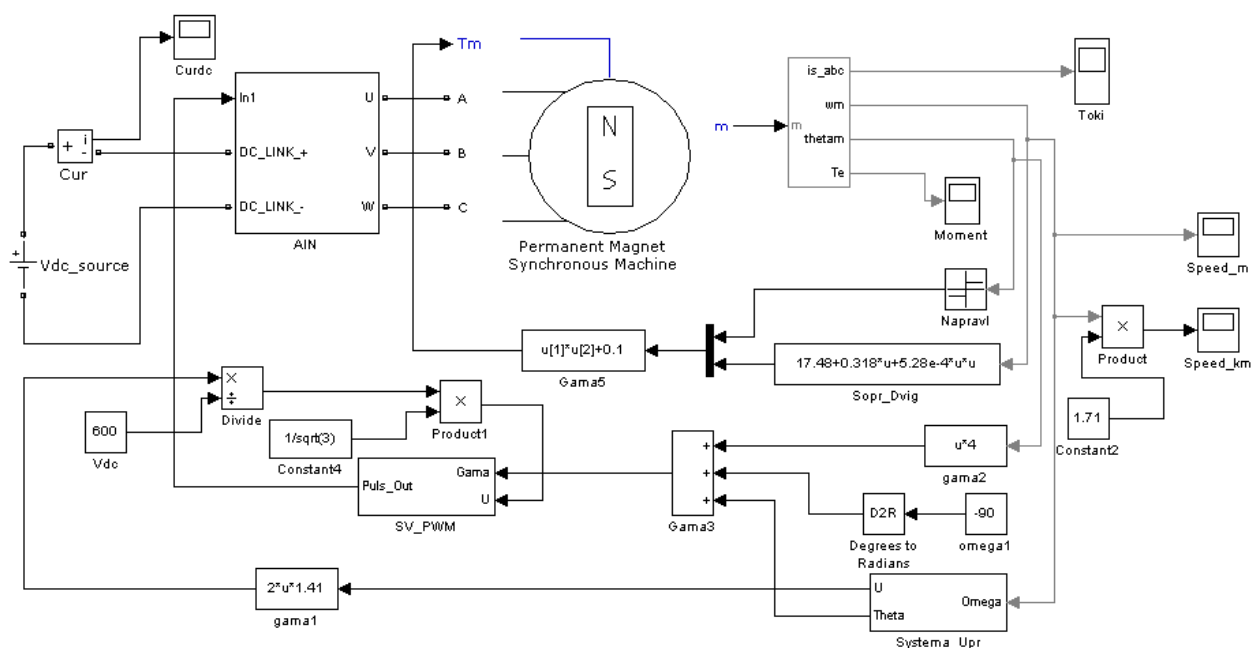 Curdc
Tm
is_abc
In1
U
A
wm
N
m
m
Toki
+
i
-
DC_LINK_+
V
B
thetam
Cur
S
Te
DC_LINK_-
W
C
Moment
AIN
Permanent Magnet
Synchronous Machine
+
Vdc_source
Speed_m
Napravl
×
Product
Speed_km
u[1]*u[2]+0.1
Gama5
17.48+0.318*u+5.28e-4*u*u
Sopr_Dvig
×
÷
Divide
×
Product1
600
Vdc
1/sqrt(3)
Constant4
1.71
Constant2
u*4
gama2
Puls_Out
Gama
U
SV_PWM
+
+
+
Gama3
D2R
Degrees to
Radians
-90
omega1
2*u*1.41
gama1
U
Theta
Omega
Systema_Upr